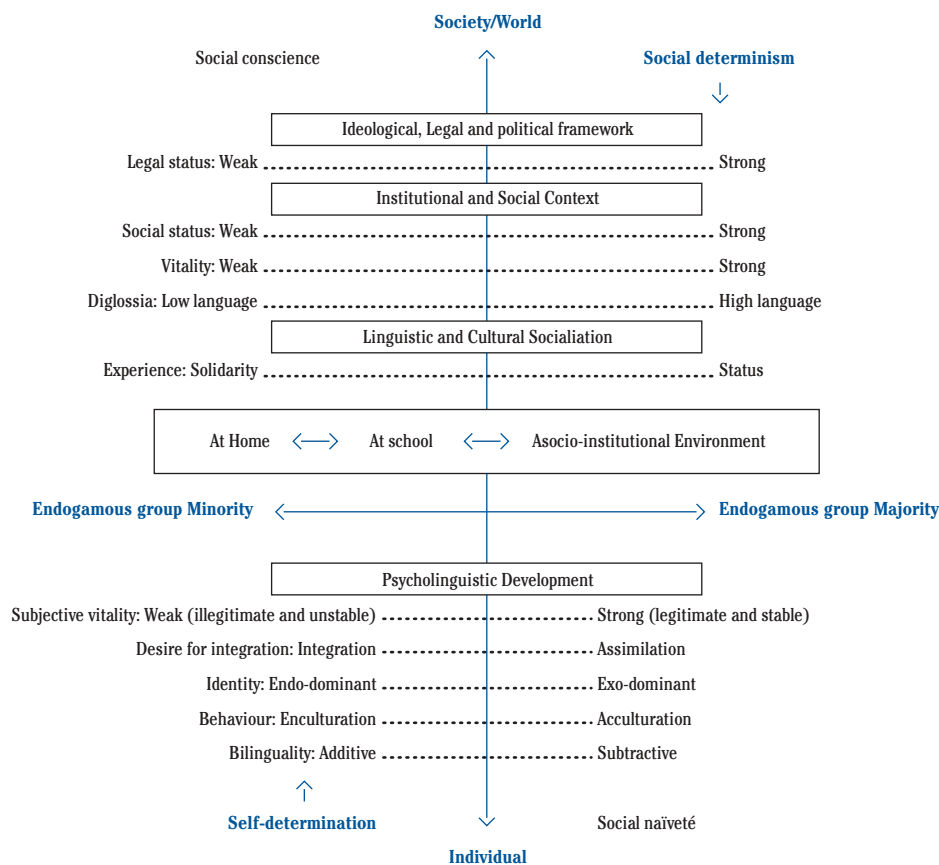 Society/World
Social conscience Social determinism
Ideological, Legal and political framework
Legal status: Weak Strong
Institutional and Social Context
Social status: Weak Strong
Vitality: Weak Strong
Diglossia: Low language High language
Linguistic and Cultural Socialiation
Experience: Solidarity Status
At Home At school Asocio-institutional Environment
Endogamous group Minority Endogamous group Majority
Psycholinguistic Development
Subjective vitality: Weak (illegitimate and unstable) Strong (legitimate and stable)
Desire for integration: Integration Assimilation
Identity: Endo-dominant Exo-dominant
Behaviour: Enculturation Acculturation
Bilinguality: Additive Subtractive
Self-determination Social naïveté
Individual